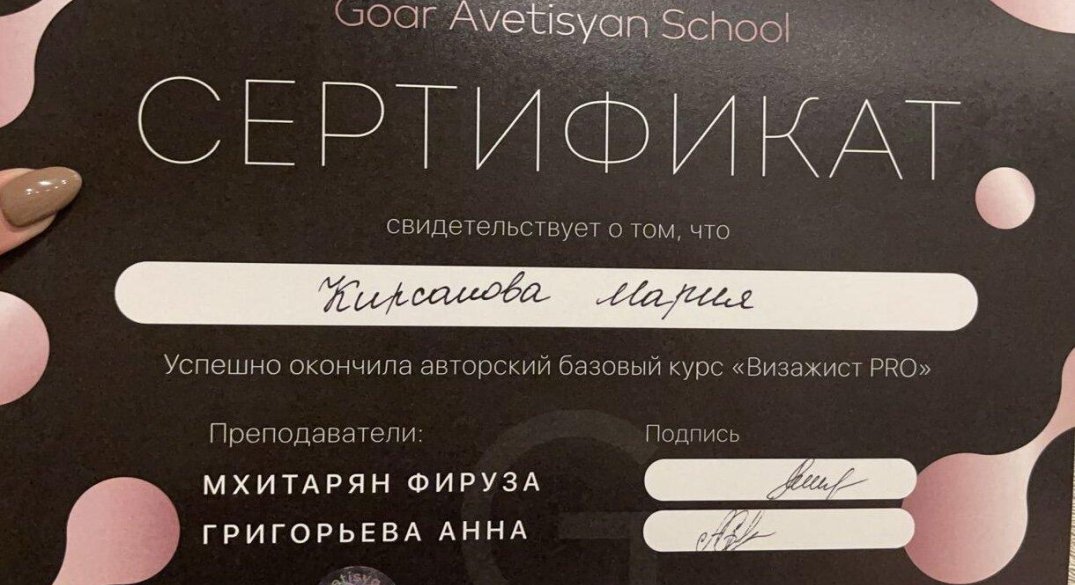 Goar Avetisyan School
СЕРТИФИКАТ
свидетельствует о том, что
Кирсанова Мария
Успешно окончила авторский базовый курс «Визажист PRO»
Преподаватели:
Подпись
МХИТАРЯН ФИРУЗА
ГРИГОРЬЕВА АННА